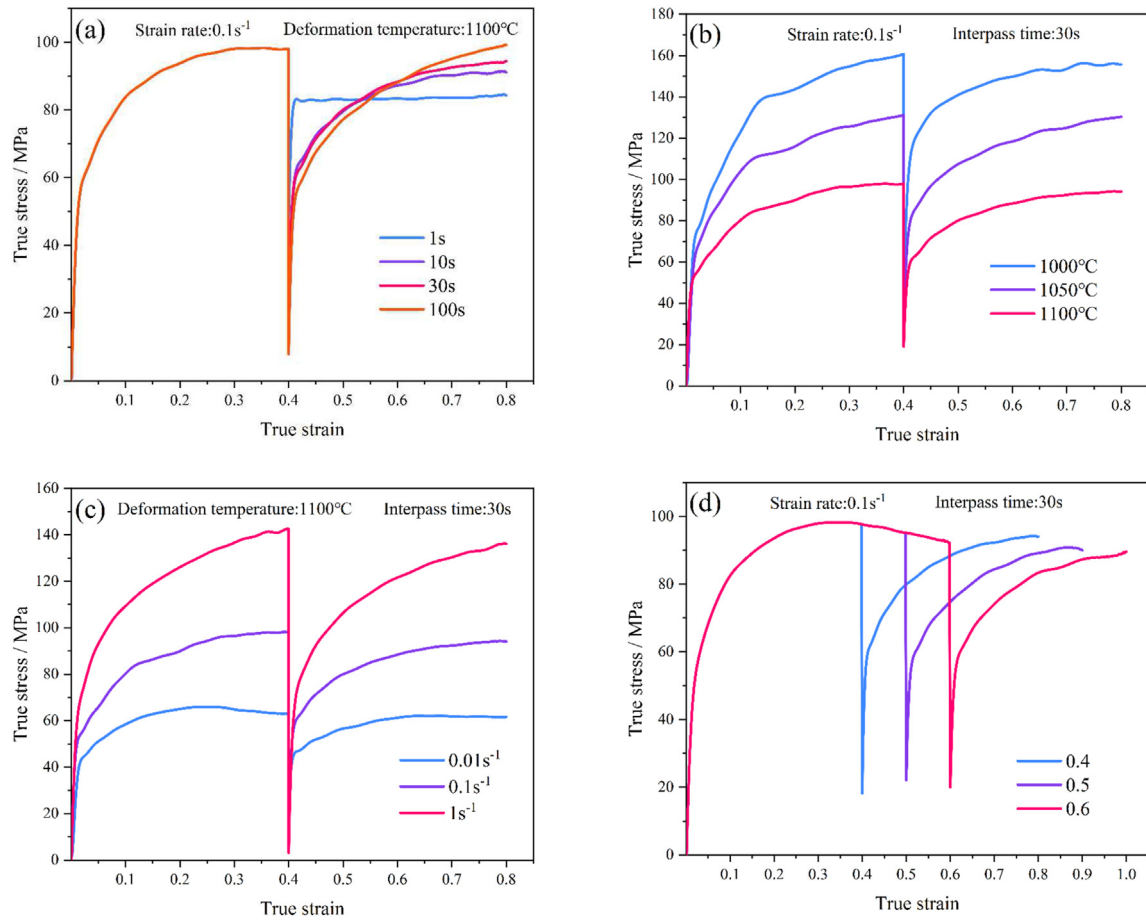 (a)
Strain rate:0.1s⁻¹ Deformation temperature:1100℃
100
80
60
40
20
0
True stress / MPa
1s
10s
30s
100s
0.1 0.2 0.3 0.4 0.5 0.6 0.7 0.8
True strain
(b)
Strain rate:0.1s⁻¹ Interpass time:30s
180
160
140
120
100
80
60
40
20
0
True stress / MPa
1000℃
1050℃
1100℃
0.1 0.2 0.3 0.4 0.5 0.6 0.7 0.8
True strain
(c)
Deformation temperature:1100℃ Interpass time:30s
160
140
120
100
80
60
40
20
0
True stress / MPa
0.01s⁻¹
0.1s⁻¹
1s⁻¹
0.1 0.2 0.3 0.4 0.5 0.6 0.7 0.8
True strain
(d)
Strain rate:0.1s⁻¹ Interpass time:30s
100
80
60
40
20
0
True stress / MPa
0.4
0.5
0.6
0.1 0.2 0.3 0.4 0.5 0.6 0.7 0.8 0.9 1.0
True strain